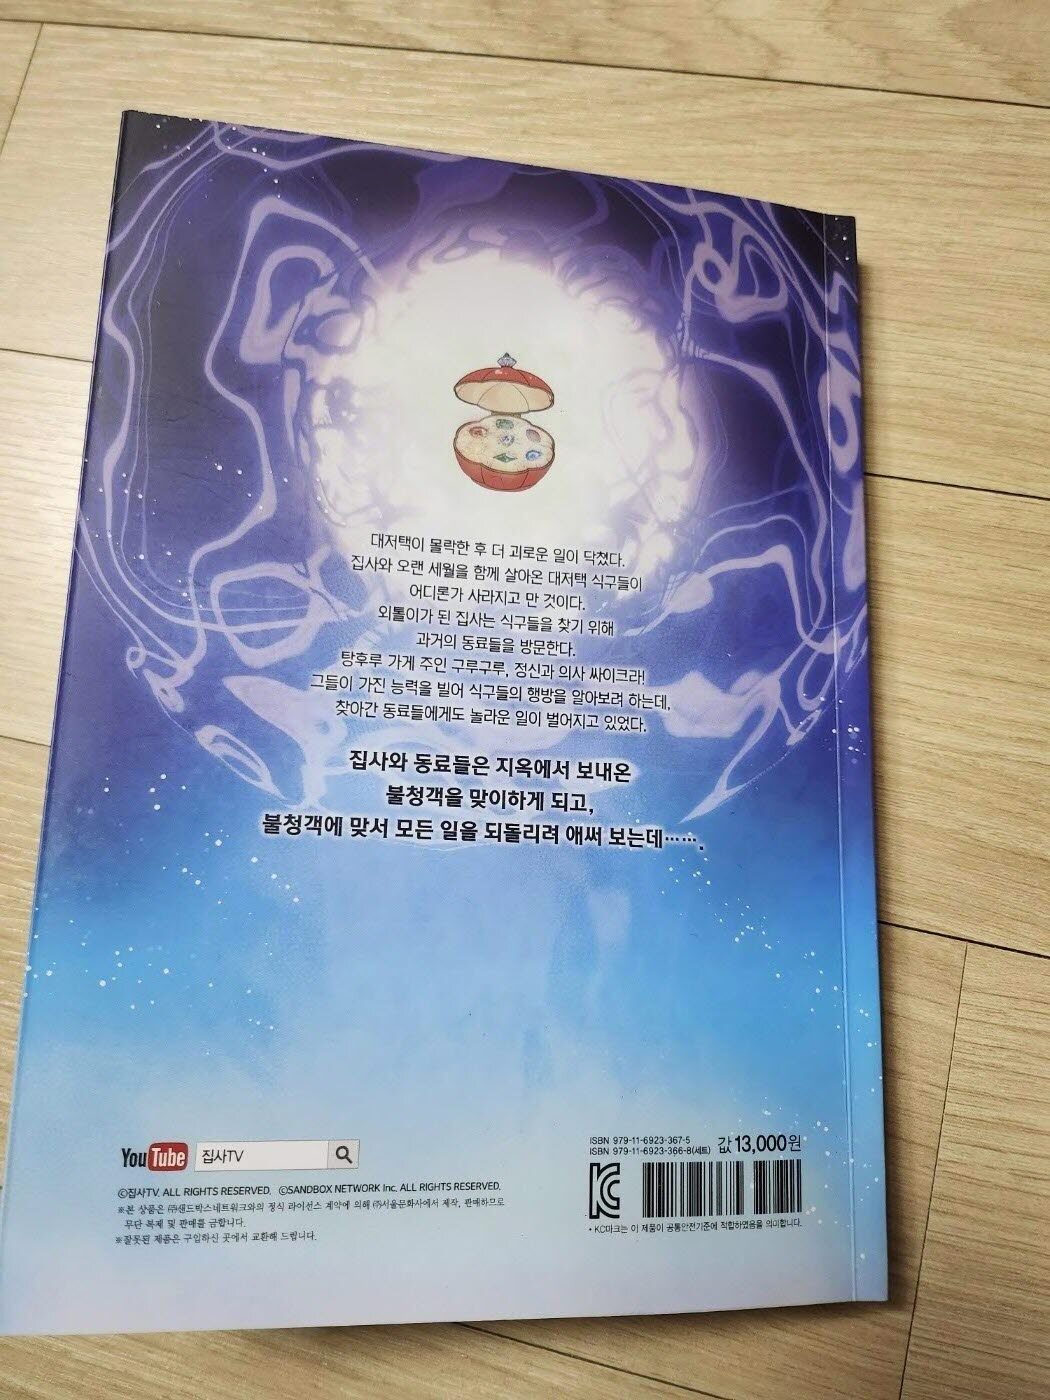 대저택이 몰락한 후 더 괴로운 일이 닥쳤다.
집사와 오랜 세월을 함께 살아온 대저택 식구들이
어디론가 사라지고 만 것이다.
외톨이가 된 집사는 식구들을 찾기 위해
과거의 동료들을 방문한다.
탕후루 가게 주인 구루구루, 정신과 의사 싸이크라!
그들이 가진 능력을 빌어 식구들의 행방을 알아보려 하는데,
찾아간 동료들에게도 놀라운 일이 벌어지고 있었다.
집사와 동료들은 지옥에서 보내온
불청객을 맞이하게 되고,
불청객에 맞서 모든 일을 되돌리려 애써 보는데…….
YouTube 집사TV
©집사TV. ALL RIGHTS RESERVED. ©SANDBOX NETWORK Inc. ALL RIGHTS RESERVED.
※본 상품은 ㈜샌드박스네트워크와의 정식 라이선스 계약에 의해 ㈜서울문화사에서 제작, 판매하므로
무단 복제 및 판매를 금합니다.
※잘못된 제품은 구입하신 곳에서 교환해 드립니다.
ISBN 979-11-6923-367-5
ISBN 979-11-6923-366-8(세트)
값 13,000원
KC
• KC마크는 이 제품이 공통안전기준에 적합하였음을 의미합니다.